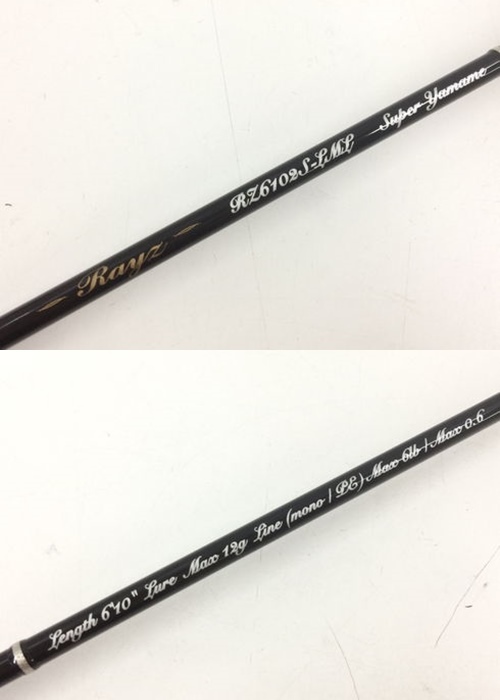 Rayz RZ6102S-LML Super Yamame
Length 6'10" Lure Max 12g Line (mono | PE) Max 6lb | Max 0.6